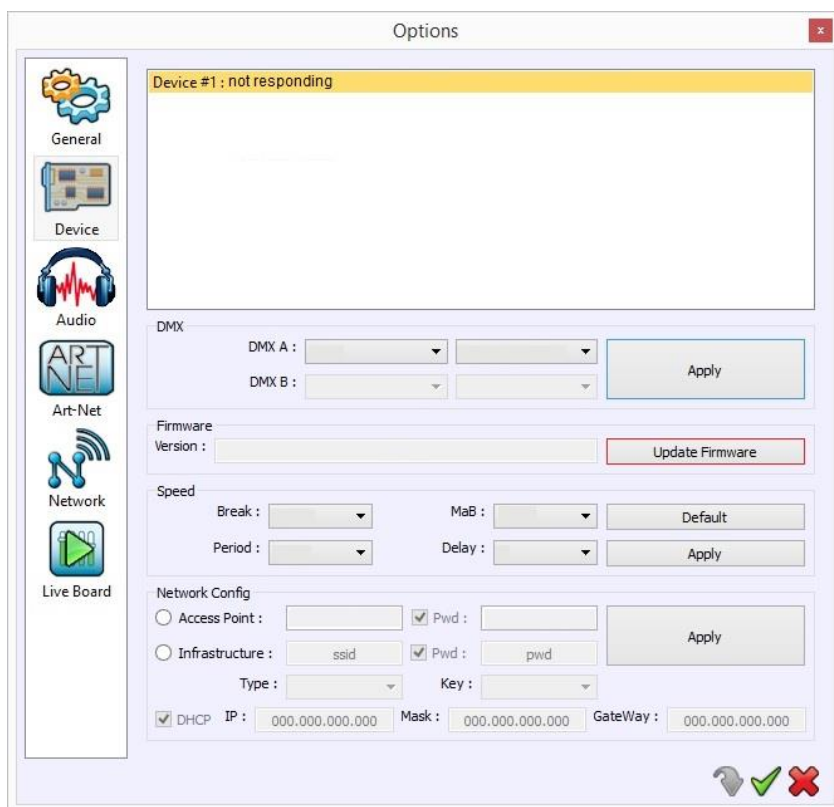 Options
x
General
Device
Audio
ART
NET
Art-Net
Network
Live Board
Device #1 : not responding
DMX
DMX A :
DMX B :
Apply
Firmware
Version :
Update Firmware
Speed
Break :
MaB :
Default
Period :
Delay :
Apply
Network Config
Access Point :
Pwd :
Infrastructure :
ssid
Pwd :
pwd
Apply
Type :
Key :
DHCP
IP :
000.000.000.000
Mask :
000.000.000.000
GateWay :
000.000.000.000